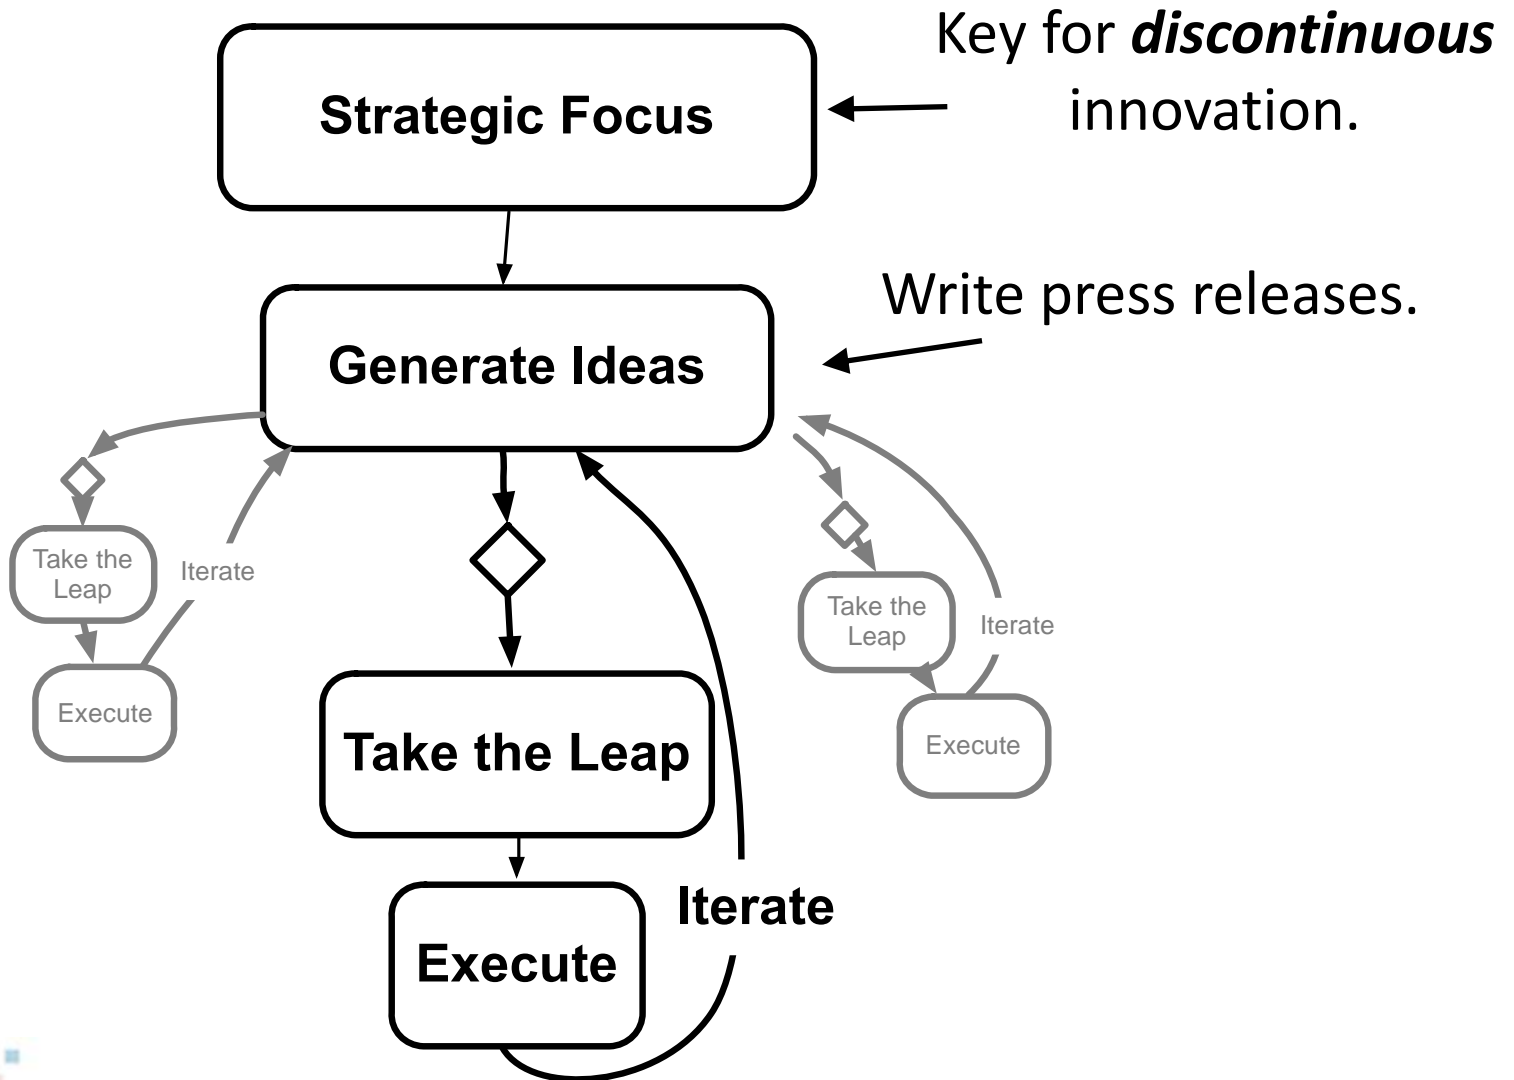 Key for discontinuous
innovation.
Strategic Focus
Write press releases.
Generate Ideas
Take the
Leap
Iterate
Execute
Take the
Leap
Iterate
Execute
Take the Leap
Iterate
Execute